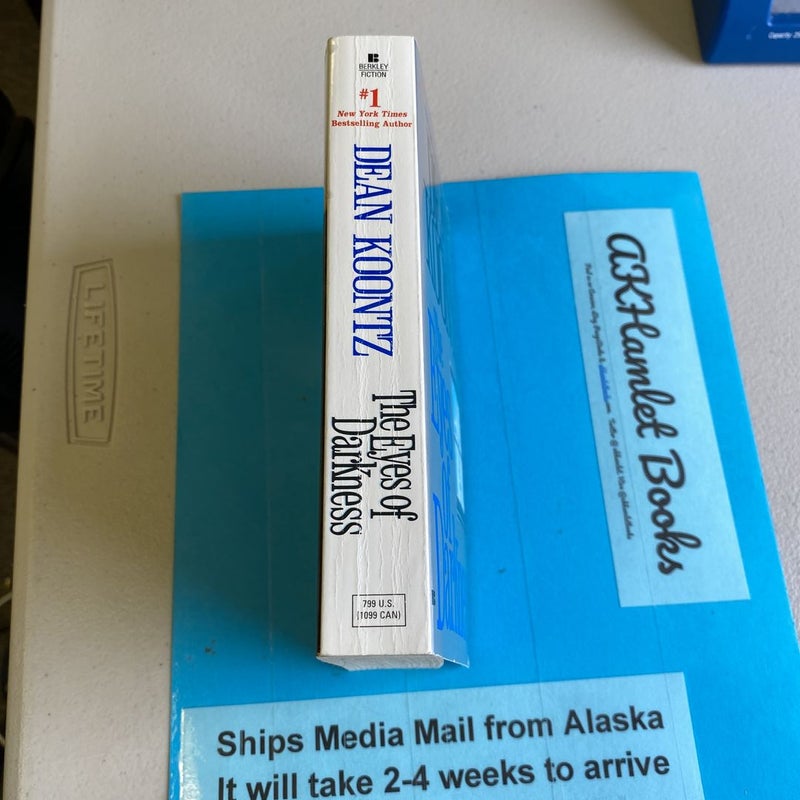 BERKLEY
FICTION
#1
New York Times
Bestselling Author
DEAN KOONTZ
The Eyes of
Darkness
799 U.S.
(1099 CAN)
LIFETIME
AKHamlet Books
Ships Media Mail from Alaska
It will take 2-4 weeks to arrive